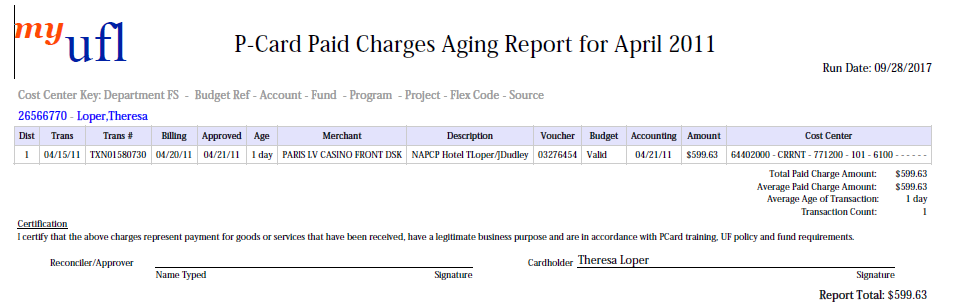 my ufl
P-Card Paid Charges Aging Report for April 2011
Run Date: 09/28/2017
Cost Center Key: Department FS - Budget Ref - Account - Fund - Program - Project - Flex Code - Source
26566770 - Loper,Theresa
Dist Trans Trans # Billing Approved Age Merchant Description Voucher Budget Accounting Amount Cost Center
1 04/15/11 TXN01580730 04/20/11 04/21/11 1 day PARIS LV CASINO FRONT DSK NAPCP Hotel TLoper/JDudley 03276454 Valid 04/21/11 $599.63 64402000 - CRRNT - 771200 - 101 - 6100 - - - - - -
Total Paid Charge Amount: $599.63
Average Paid Charge Amount: $599.63
Average Age of Transaction: 1 day
Transaction Count: 1
Certification
I certify that the above charges represent payment for goods or services that have been received, have a legitimate business purpose and are in accordance with PCard training, UF policy and fund requirements.
Reconciler/Approver Cardholder Theresa Loper
Name Typed Signature Signature
Report Total: $599.63